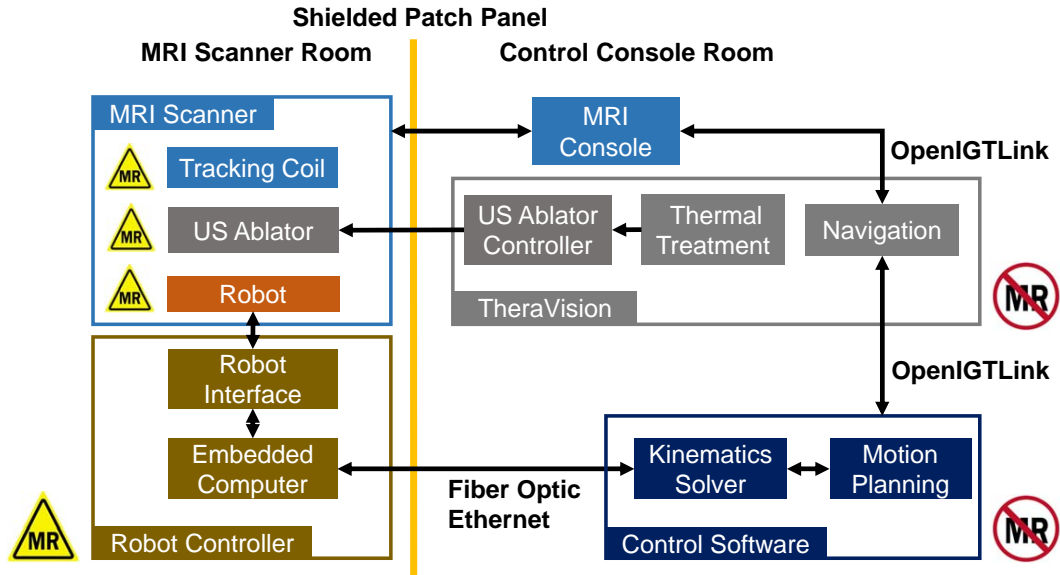 Shielded Patch Panel
MRI Scanner Room
Control Console Room
MRI Scanner
MR
Tracking Coil
MR
US Ablator
MR
Robot
MRI
Console
OpenIGTLink
US Ablator
Controller
Thermal
Treatment
Navigation
TheraVision
MR
Robot
Interface
Embedded
Computer
Robot Controller
MR
Fiber Optic
Ethernet
OpenIGTLink
Kinematics
Solver
Motion
Planning
Control Software
MR